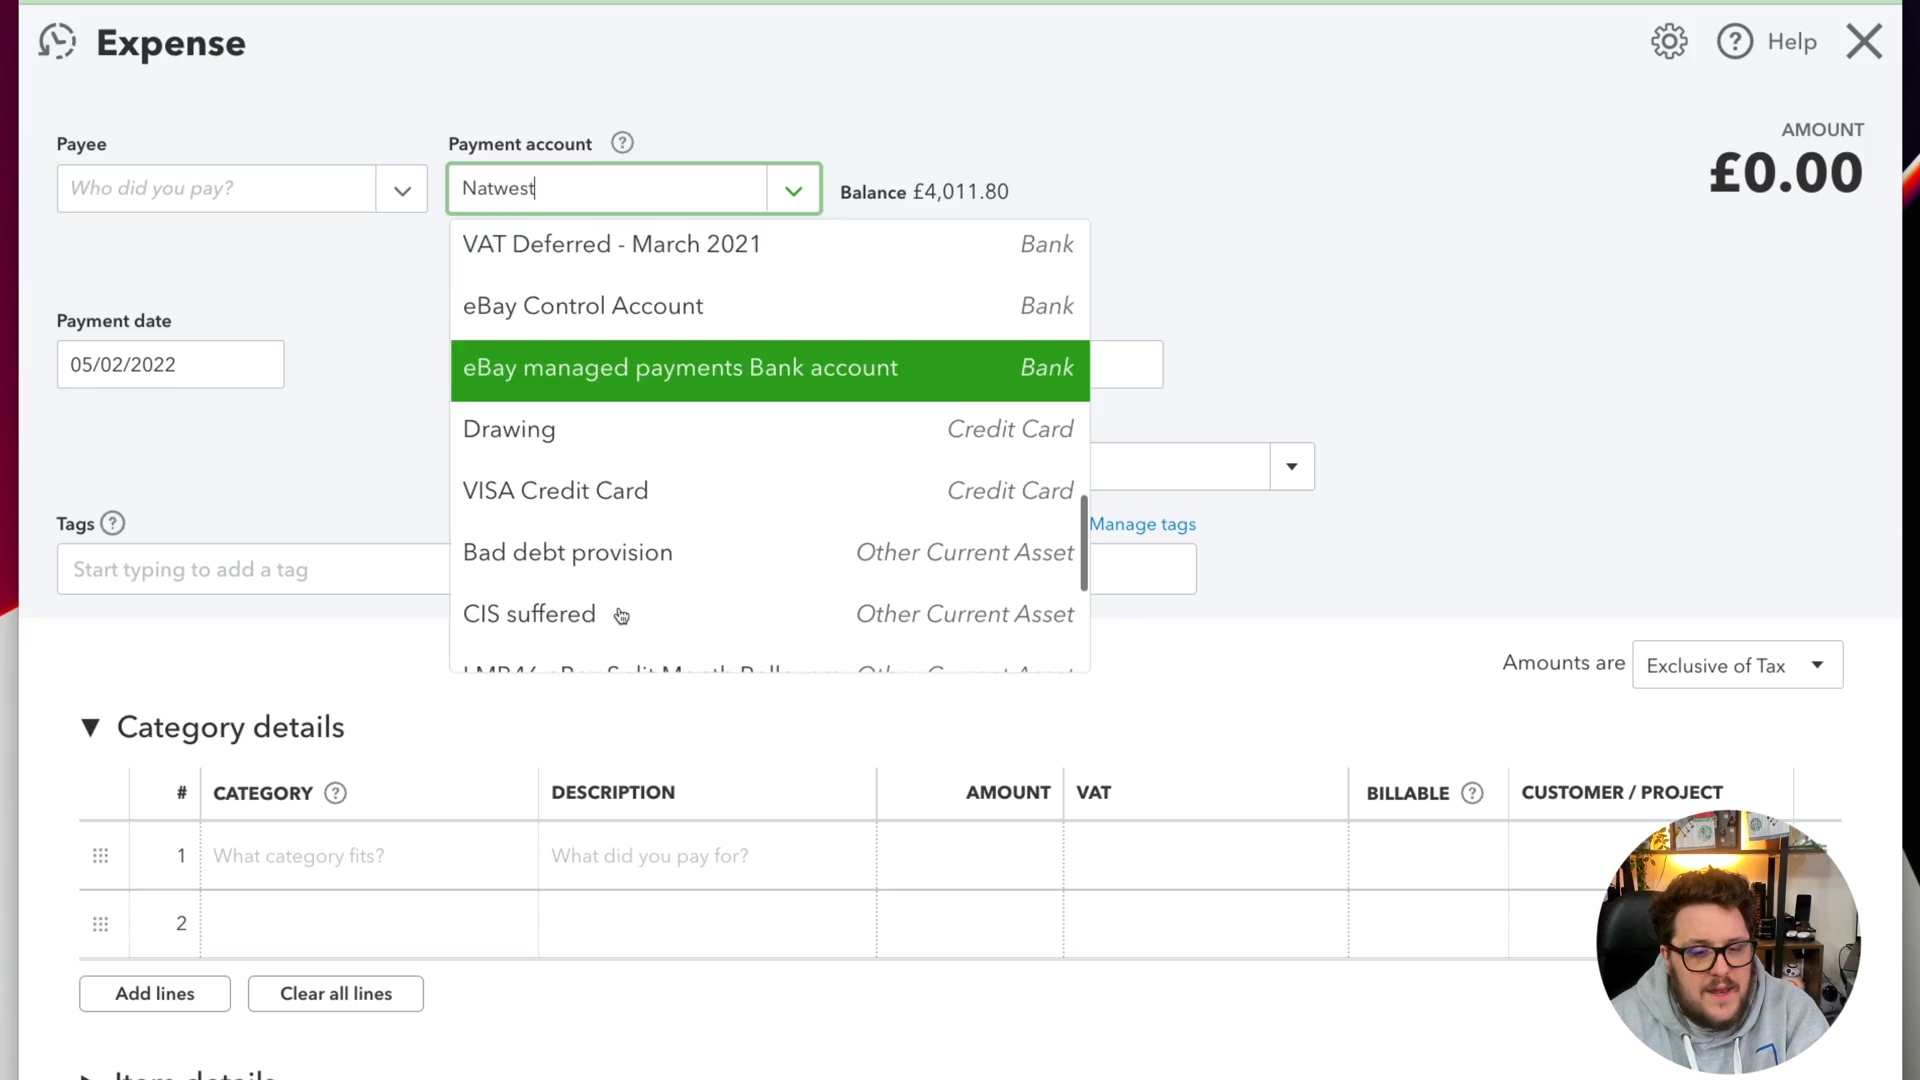 Expense
Help
Payee
Payment account
AMOUNT
£0.00
Who did you pay?
Natwest
Balance £4,011.80
VAT Deferred - March 2021 Bank
eBay Control Account Bank
eBay managed payments Bank account Bank
Drawing Credit Card
VISA Credit Card Credit Card
Bad debt provision Other Current Asset
CIS suffered Other Current Asset
Payment date
05/02/2022
Tags
Manage tags
Start typing to add a tag
Amounts are Exclusive of Tax
Category details
# CATEGORY DESCRIPTION AMOUNT VAT BILLABLE CUSTOMER / PROJECT
1 What category fits? What did you pay for?
2
Add lines Clear all lines
Item details